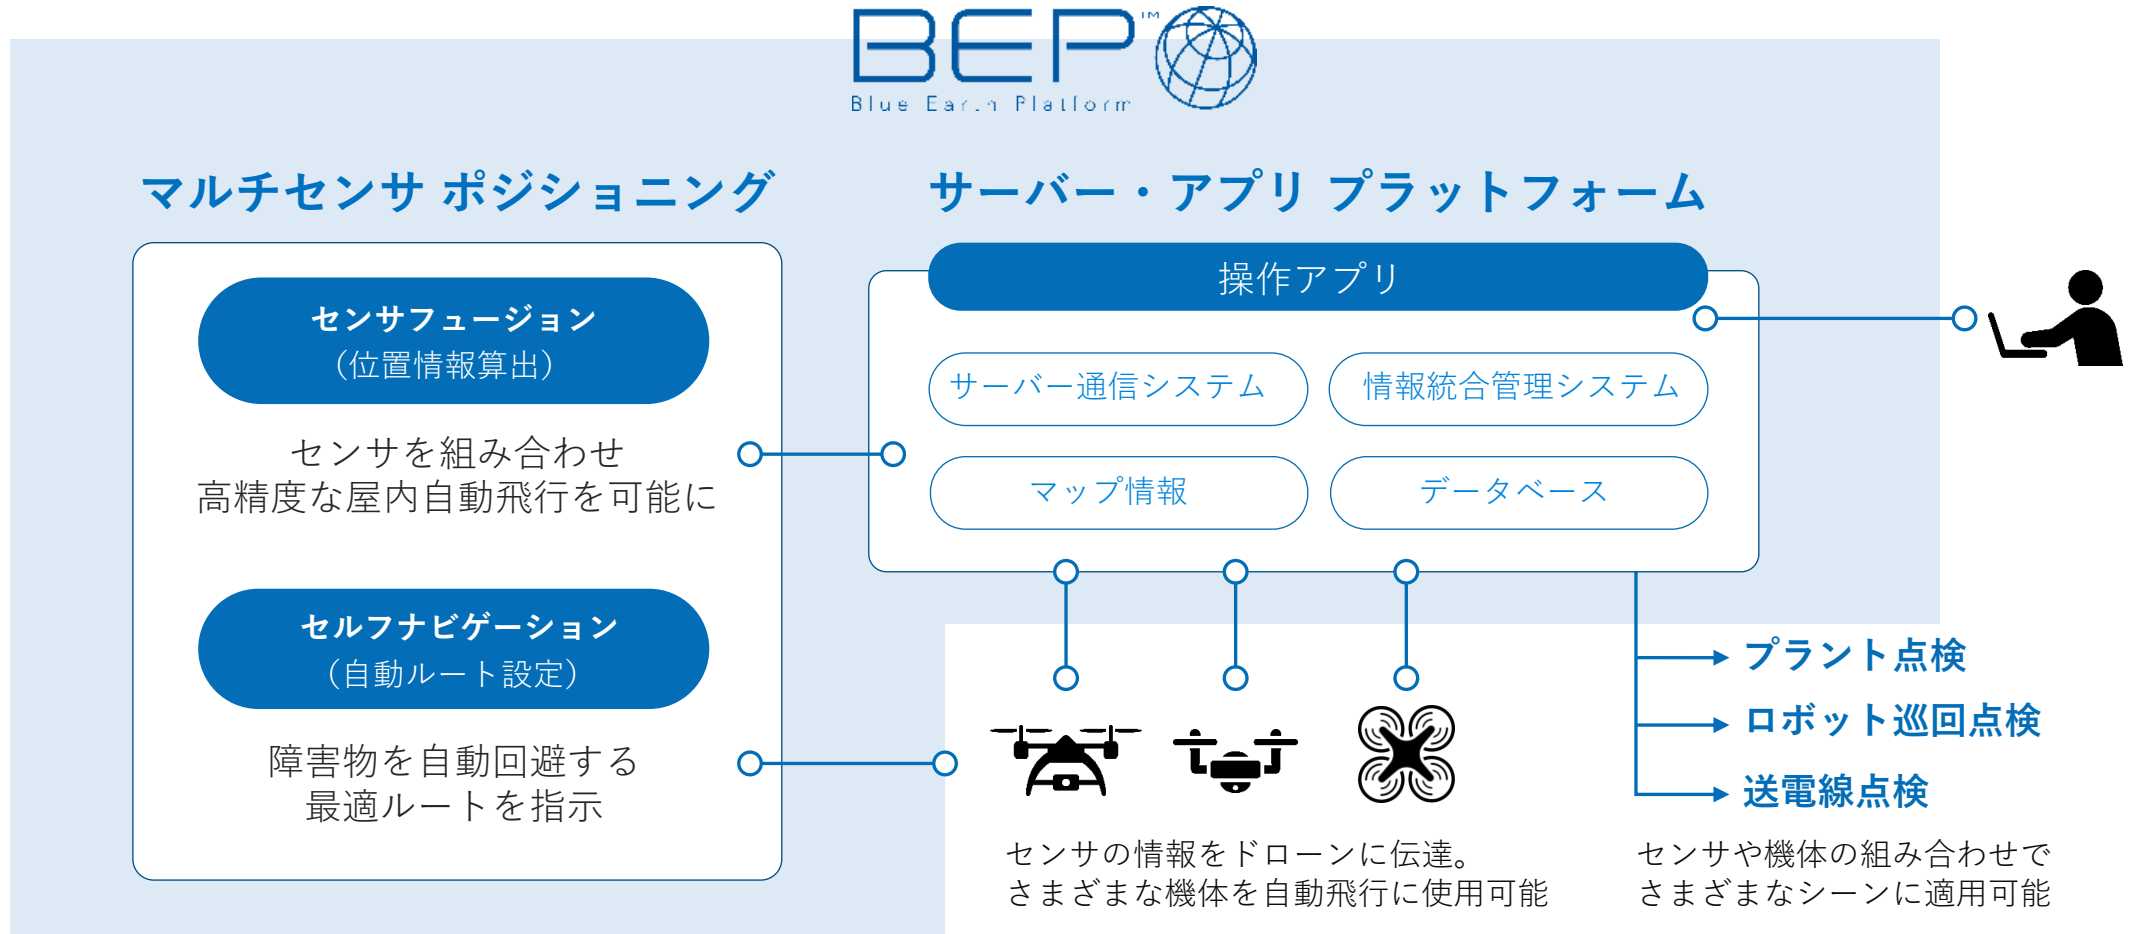 BEP™
Blue Earth Platform
マルチセンサ ポジショニング
センサフュージョン
（位置情報算出）
センサを組み合わせ
高精度な屋内自動飛行を可能に
セルフナビゲーション
（自動ルート設定）
障害物を自動回避する
最適ルートを指示
サーバー・アプリ プラットフォーム
操作アプリ
サーバー通信システム
情報統合管理システム
マップ情報
データベース
センサの情報をドローンに伝達。
さまざまな機体を自動飛行に使用可能
プラント点検
ロボット巡回点検
送電線点検
センサや機体の組み合わせで
さまざまなシーンに適用可能